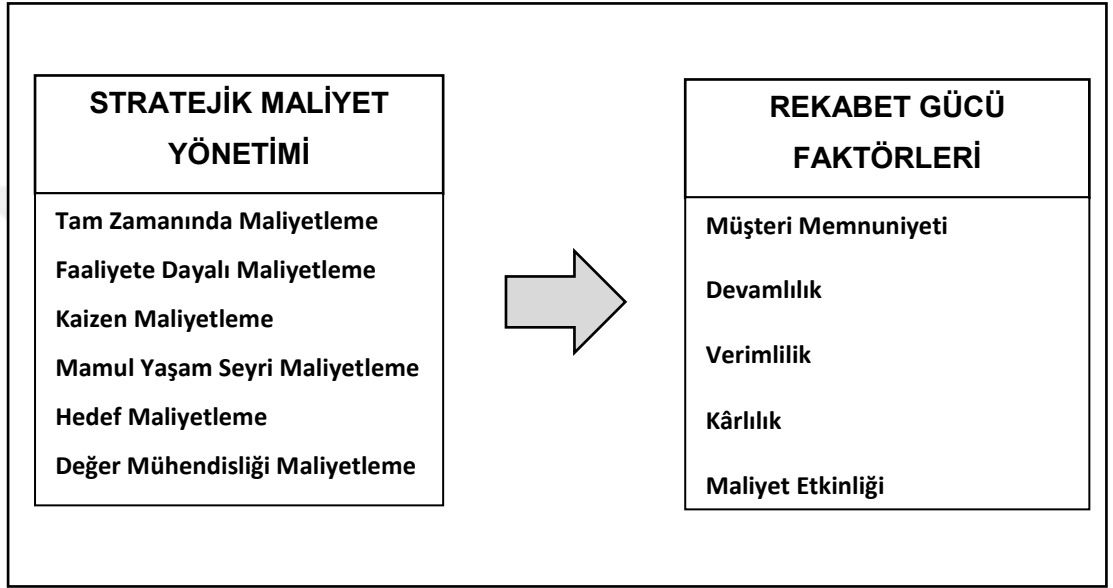 STRATEJİK MALİYET
YÖNETİMİ
Tam Zamanında Maliyetleme
Faaliyete Dayalı Maliyetleme
Kaizen Maliyetleme
Mamul Yaşam Seyri Maliyetleme
Hedef Maliyetleme
Değer Mühendisliği Maliyetleme
REKABET GÜCÜ
FAKTÖRLERİ
Müşteri Memnuniyeti
Devamlılık
Verimlilik
Kârlılık
Maliyet Etkinliği